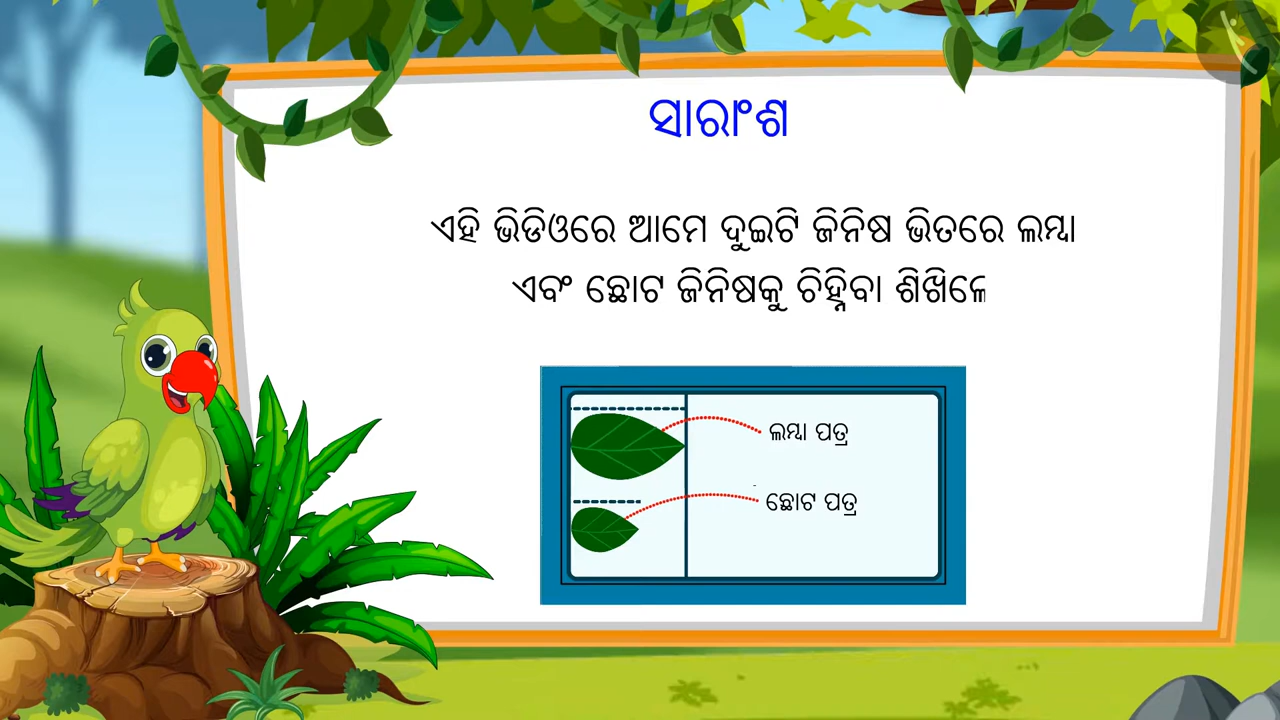 ସାରାଂଶ
ଏହି ଭିଡିଓରେ ଆମେ ଦୁଇଟି ଜିନିଷ ଭିତରେ ଲମ୍ବା
ଏବଂ ଛୋଟ ଜିନିଷକୁ ଚିହ୍ନିବା ଶିଖିଲେ
ଲମ୍ବା ପତ୍ର
ଛୋଟ ପତ୍ର